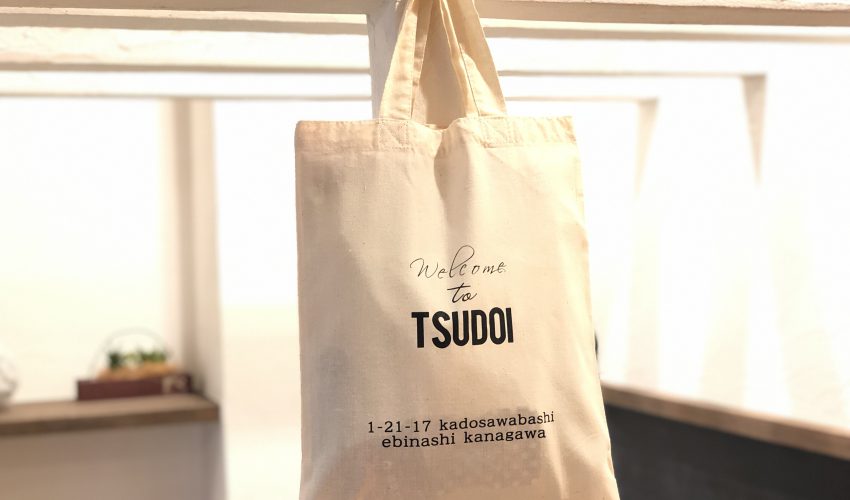 Welcome
to
TSUDOI
1-21-17 kadosawabashi
ebinashi kanagawa